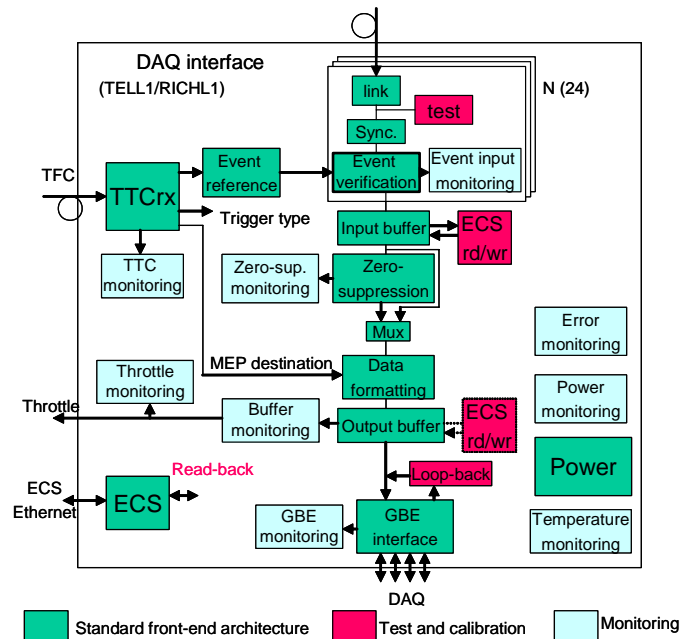 DAQ interface
(TELL1/RICHL1)
N (24)
link
test
Sync.
TFC
TTCrx
Event
reference
Event
verification
Event input
monitoring
Trigger type
Input buffer
ECS
rd/wr
TTC
monitoring
Zero-sup.
monitoring
Zero-
suppression
Mux
Error
monitoring
MEP destination
Throttle
monitoring
Data
formatting
Power
monitoring
Throttle
Buffer
monitoring
Output buffer
ECS
rd/wr
Read-back
Loop-back
Power
ECS
Ethernet
ECS
GBE
monitoring
GBE
interface
Temperature
monitoring
DAQ
Standard front-end architecture
Test and calibration
Monitoring